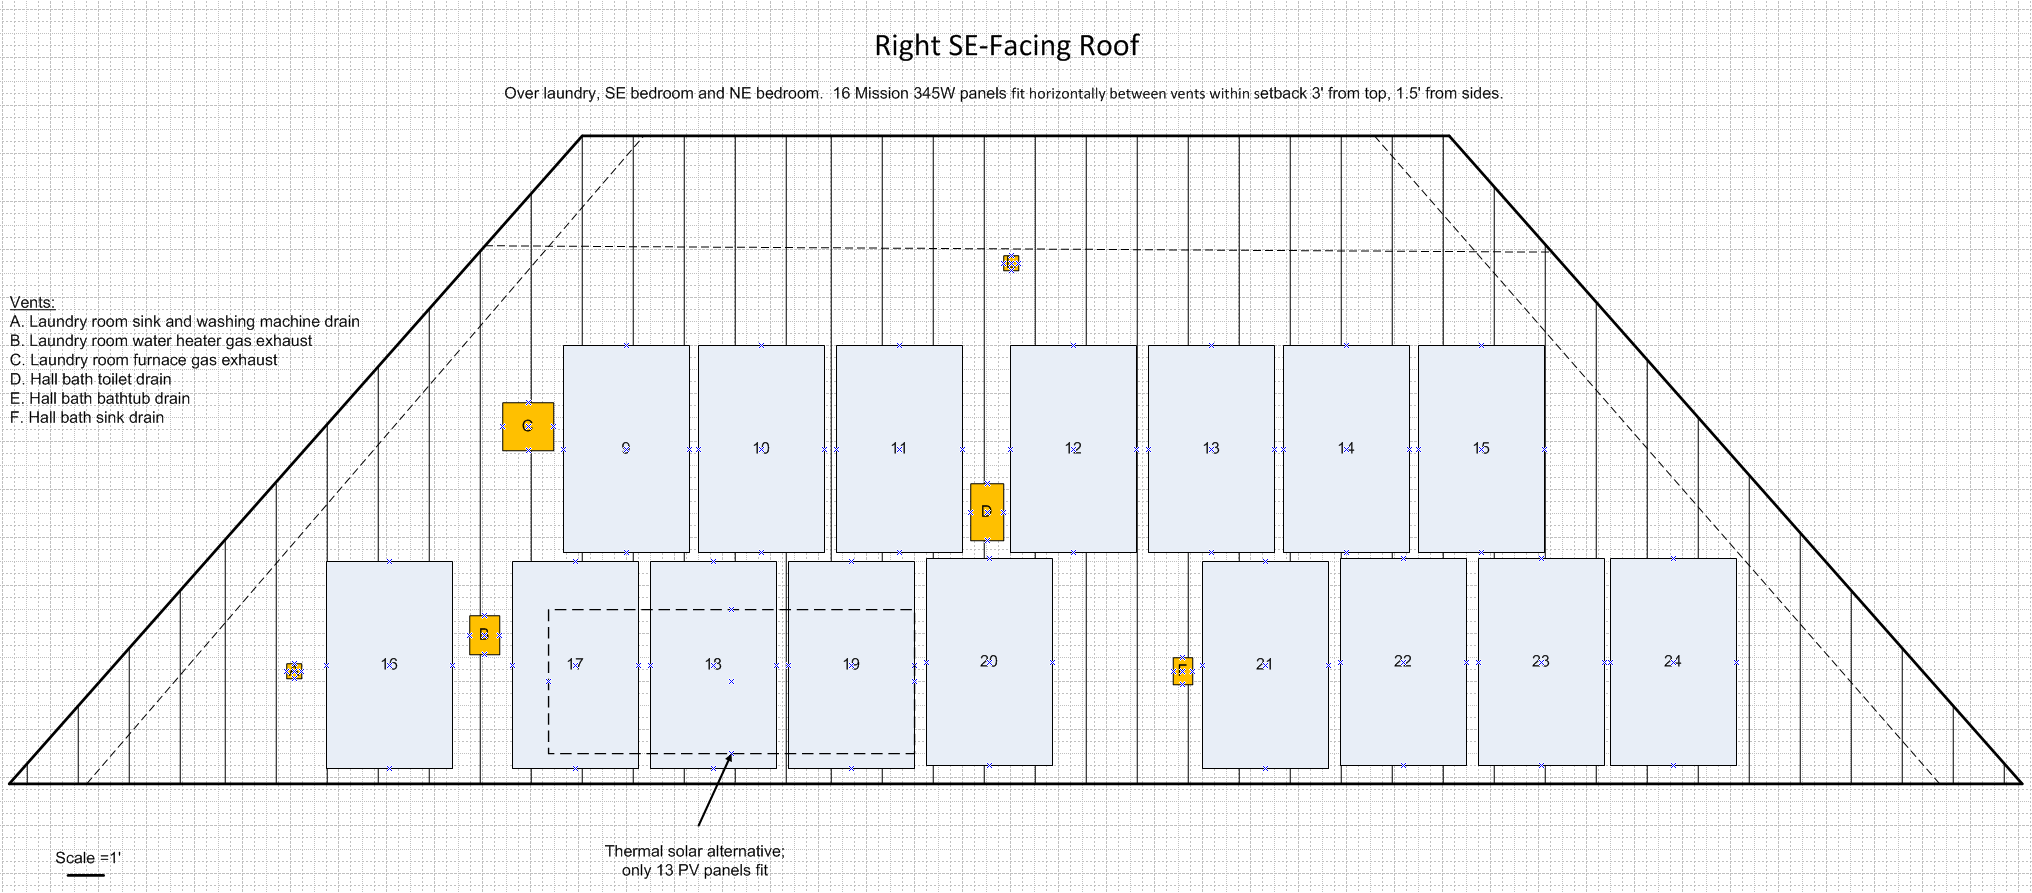 Right SE-Facing Roof
Over laundry, SE bedroom and NE bedroom. 16 Mission 345W panels fit horizontally between vents within setback 3' from top, 1.5' from sides.
E
Vents:
A. Laundry room sink and washing machine drain
B. Laundry room water heater gas exhaust
C. Laundry room furnace gas exhaust
D. Hall bath toilet drain
E. Hall bath bathtub drain
F. Hall bath sink drain
C
9 10 11 12 13 14 15
D
B
A 16 17 18 19 20 F 21 22 23 24
Thermal solar alternative;
only 13 PV panels fit
Scale =1'